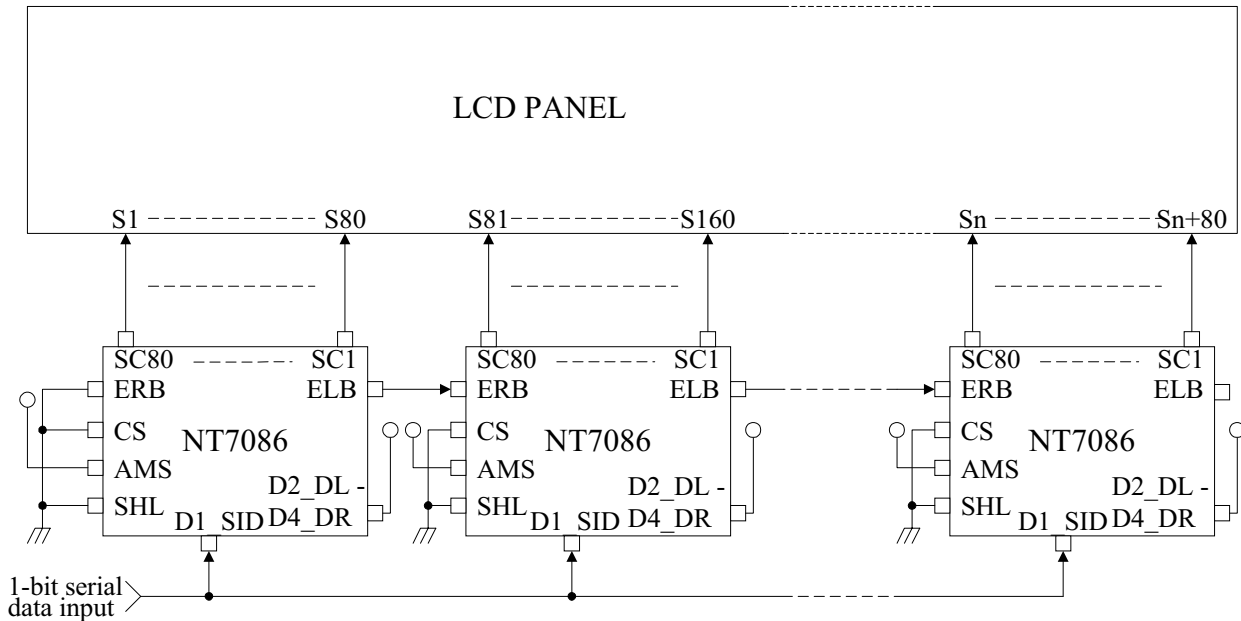 LCD PANEL
S1 S80 S81 S160 Sn Sn+80
SC80 SC1 SC80 SC1 SC80 SC1
ERB ELB ERB ELB ERB ELB
CS NT7086 CS NT7086 CS NT7086
AMS AMS AMS
D2_DL - D2_DL - D2_DL -
SHL D4_DR SHL D4_DR SHL D4_DR
D1_SID D1_SID D1_SID
1-bit serial
data input